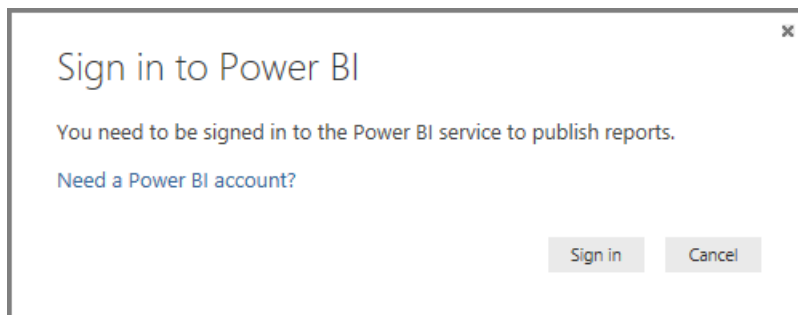 Sign in to Power BI
You need to be signed in to the Power BI service to publish reports.
Need a Power BI account?
Sign in
Cancel